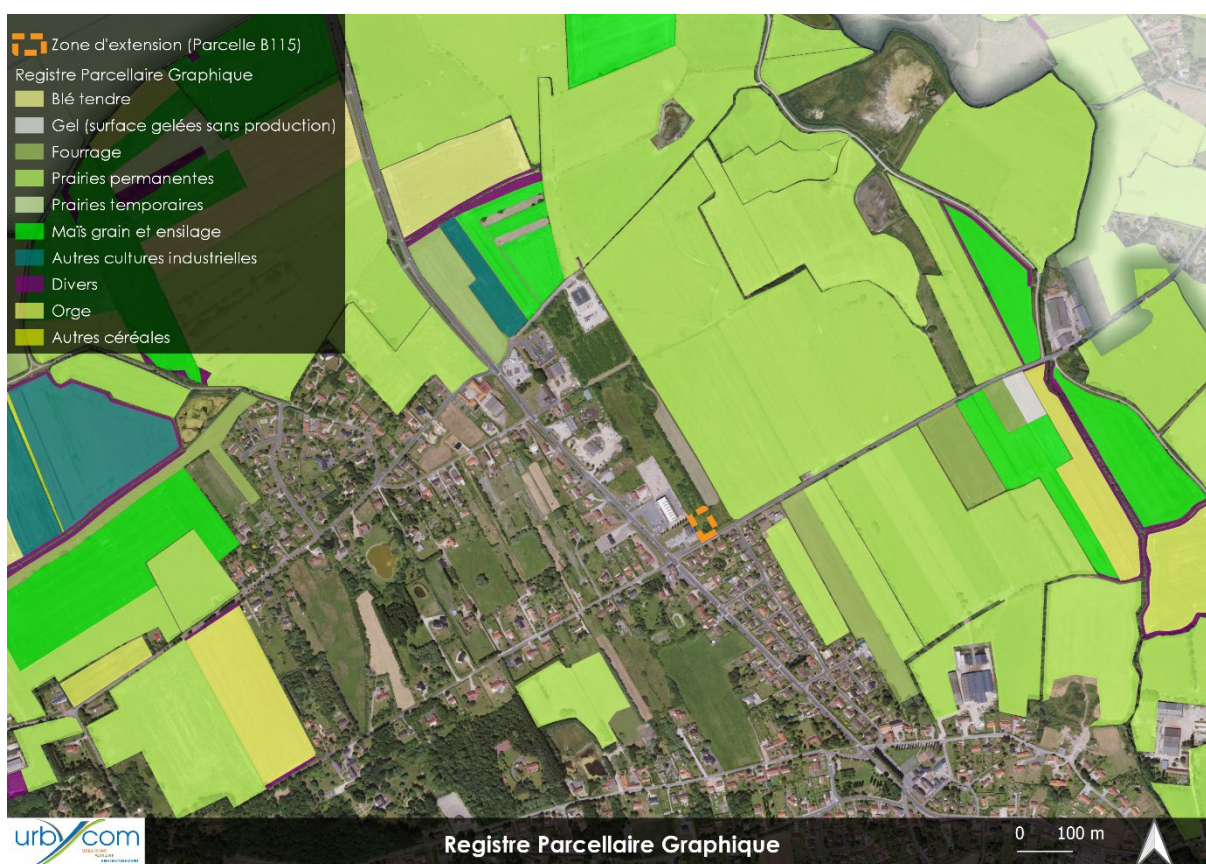 Zone d'extension (Parcelle B115)
Registre Parcellaire Graphique
Blé tendre
Gel (surface gelées sans production)
Fourrage
Prairies permanentes
Prairies temporaires
Maïs grain et ensilage
Autres cultures industrielles
Divers
Orge
Autres céréales
urbycom
Registre Parcellaire Graphique
0 100 m